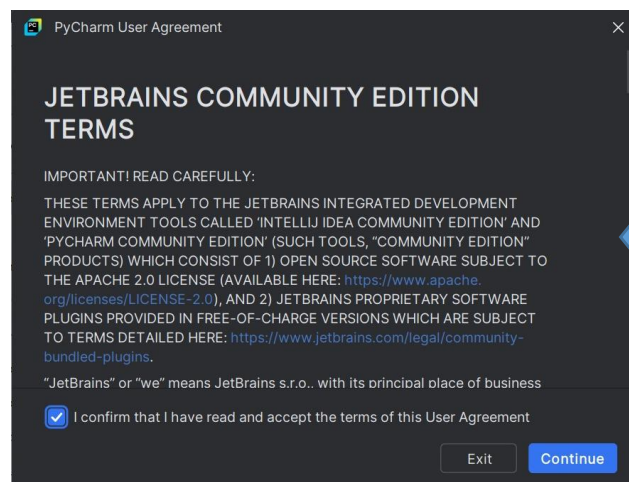 PyCharm User Agreement
JETBRAINS COMMUNITY EDITION
TERMS
IMPORTANT! READ CAREFULLY:
THESE TERMS APPLY TO THE JETBRAINS INTEGRATED DEVELOPMENT
ENVIRONMENT TOOLS CALLED ‘INTELLIJ IDEA COMMUNITY EDITION’ AND
‘PYCHARM COMMUNITY EDITION’ (SUCH TOOLS, “COMMUNITY EDITION”
PRODUCTS) WHICH CONSIST OF 1) OPEN SOURCE SOFTWARE SUBJECT TO
THE APACHE 2.0 LICENSE (AVAILABLE HERE: https://www.apache.
org/licenses/LICENSE-2.0), AND 2) JETBRAINS PROPRIETARY SOFTWARE
PLUGINS PROVIDED IN FREE-OF-CHARGE VERSIONS WHICH ARE SUBJECT
TO TERMS DETAILED HERE: https://www.jetbrains.com/legal/community-
bundled-plugins.
“JetBrains” or “we” means JetBrains s.r.o., with its principal place of business
I confirm that I have read and accept the terms of this User Agreement
Exit
Continue